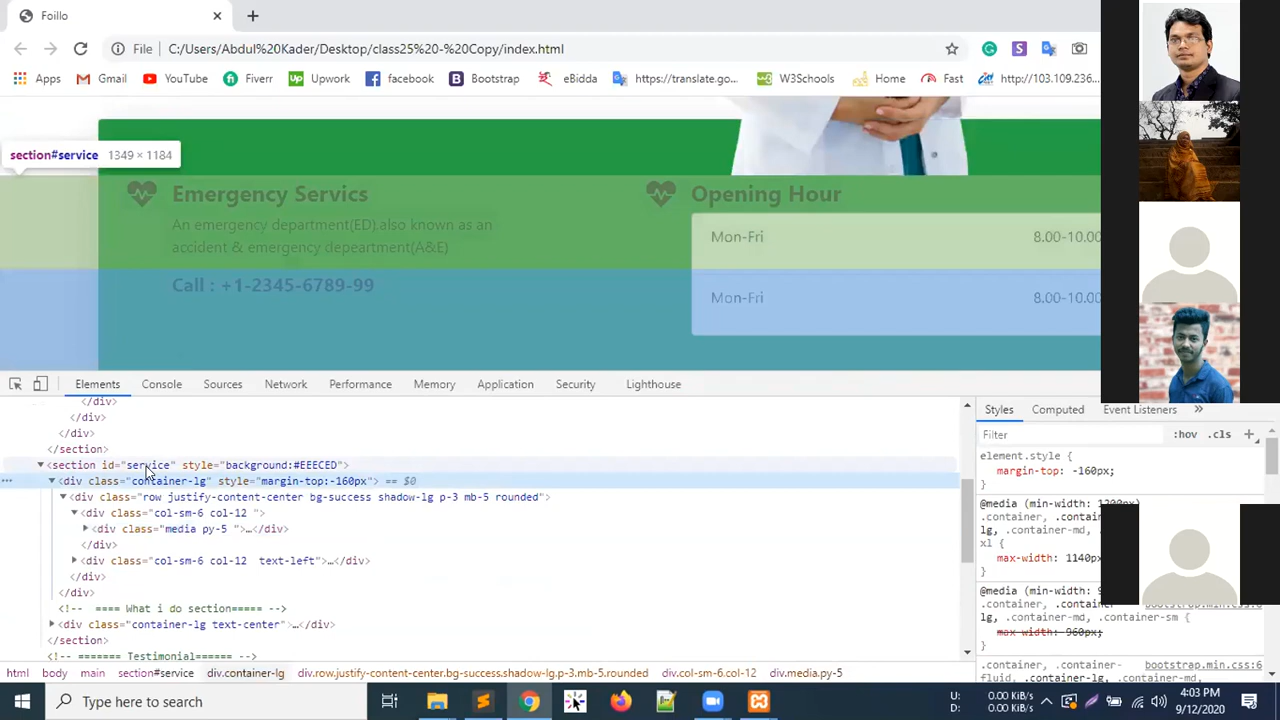 Foillo
File C:/Users/Abdul%20Kader/Desktop/class25%20-%20Copy/index.html
Apps Gmail YouTube Fiverr Upwork facebook Bootstrap eBidda https://translate.go... W3Schools Home Fast http://103.109.236...
section#service 1349 × 1184
Emergency Servics
An emergency department(ED).also known as an
accident & emergency depeartment(A&E)
Call : +1-2345-6789-99
Opening Hour
Mon-Fri 8.00-10.00
Mon-Fri 8.00-10.00
Elements Console Sources Network Performance Memory Application Security Lighthouse
</div>
</div>
</div>
</section>
<section id="service" style="background:#EEECED">
<div class="container-lg" style="margin-top:-160px"> == $0
<div class="row justify-content-center bg-success shadow-lg p-3 mb-5 rounded">
<div class="col-sm-6 col-12 ">
<div class="media py-5 ">…</div>
</div>
<div class="col-sm-6 col-12  text-left">…</div>
</div>
</div>
<!--  ==== What i do section===== -->
<div class="container-lg text-center">…</div>
</section>
<!-- ======= Testimonial====== -->
html body main section#service div.container-lg div.row.justify-content-center.bg-success.shadow-lg.p-3.mb-5.rounded div.col-sm-6.col-12 div.media.py-5
Styles Computed Event Listeners
Filter :hov .cls
element.style {
margin-top: -160px;
}
@media (min-width: 1200px)
.container, .container-
lg, .container-md,
xl {
max-width: 1140px
}
@media (min-width:
.container, .container
lg, .container-md, .container-sm
bootstrap.min.css:6
max-width: 960px;
}
.container, .container-
fluid, .container-lg,
bootstrap.min.css:6
Type here to search
U: 0.00 KiB/s
D: 0.00 KiB/s
4:03 PM
9/12/2020